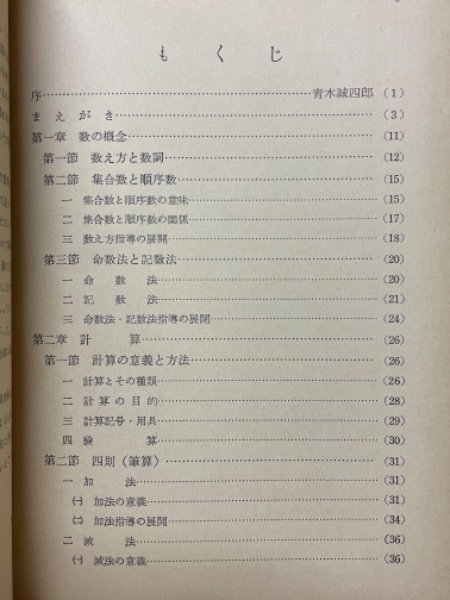 もくじ
序……青木誠四郎 (1)
まえがき…… (3)
第一章 数の概念…… (11)
第一節 数え方と数詞…… (12)
第二節 集合数と順序数…… (15)
一 集合数と順序数の意味…… (15)
二 集合数と順序数の関係…… (17)
三 数え方指導の展開…… (18)
第三節 命数法と記数法…… (20)
一 命数法…… (20)
二 記数法…… (21)
三 命数法・記数法指導の展開…… (24)
第二章 計算…… (26)
第一節 計算の意義と方法…… (26)
一 計算とその種類…… (26)
二 計算の目的…… (28)
三 計算記号・用具…… (29)
四 験算…… (30)
第二節 四則(筆算)…… (31)
一 加法…… (31)
㈠ 加法の意義…… (31)
㈡ 加法指導の展開…… (34)
二 減法…… (36)
㈠ 減法の意義…… (36)